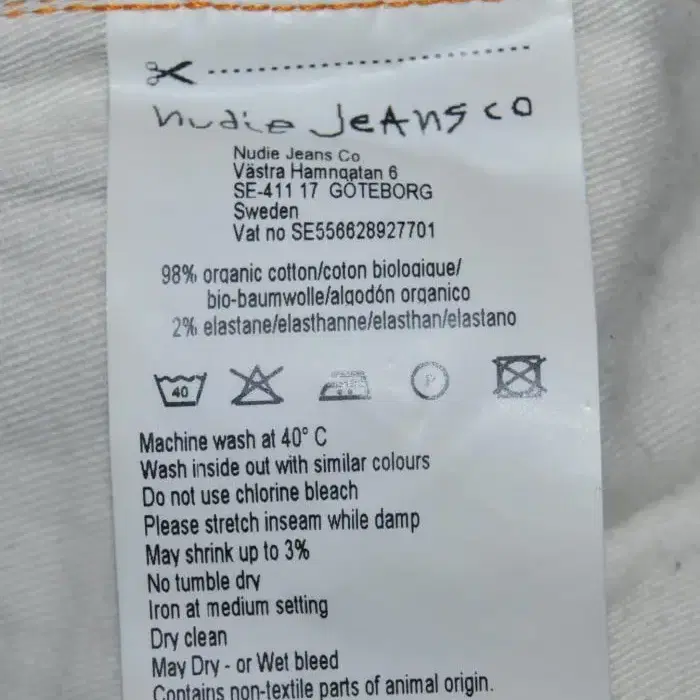 nudie jeans co
Nudie Jeans Co
Västra Hamngatan 6
SE-411 17 GÖTEBORG
Sweden
Vat no SE556628927701
98% organic cotton/coton biologique/
bio-baumwolle/algodón organico
2% elastane/elasthanne/elasthan/elastano
40
P
Machine wash at 40° C
Wash inside out with similar colours
Do not use chlorine bleach
Please stretch inseam while damp
May shrink up to 3%
No tumble dry
Iron at medium setting
Dry clean
May Dry - or Wet bleed
Contains non-textile parts of animal origin.